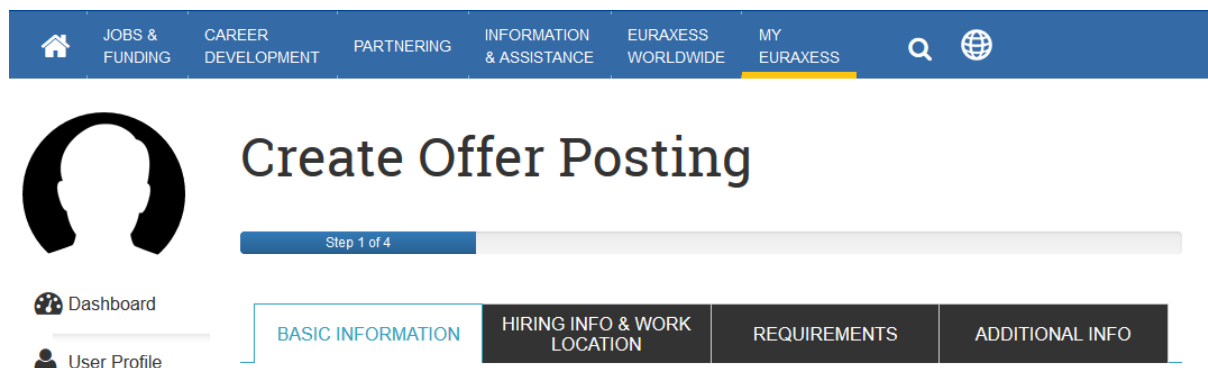 JOBS &
FUNDING
CAREER
DEVELOPMENT
PARTNERING
INFORMATION
& ASSISTANCE
EURAXESS
WORLDWIDE
MY
EURAXESS
Create Offer Posting
Step 1 of 4
Dashboard
User Profile
BASIC INFORMATION
HIRING INFO & WORK
LOCATION
REQUIREMENTS
ADDITIONAL INFO